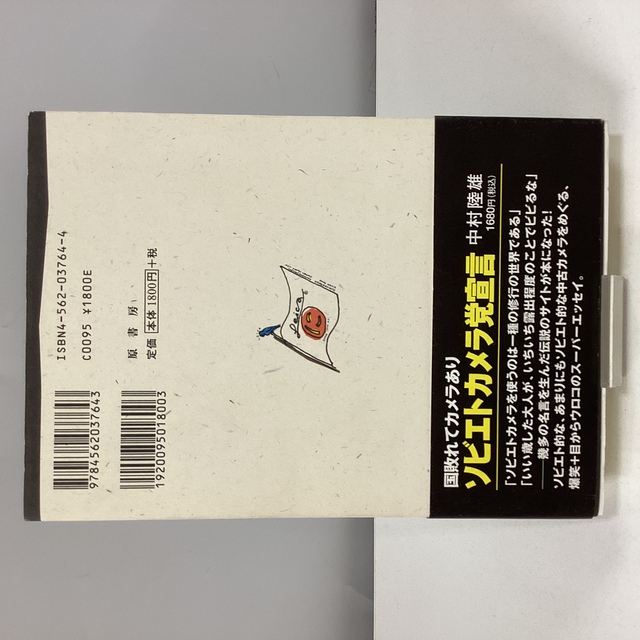 ISBN4-562-03764-4
C0095 ¥1800E
原書房
定価 本体1800円+税
9784562037643
1920095018003
Leica
国敗れてカメラあり
ソビエトカメラ党宣言 中村陸雄
1680円(税込)
「ソビエトカメラを使うのは一種の修行の世界である」
「いい歳した大人が、いちいち露出程度のことでビビるな」
――幾多の名言を生んだ伝説のサイトが本になった!
ソビエト的な、あまりにもソビエト的な中古カメラをめぐる、
爆笑+目からウロコのスーパーエッセイ。